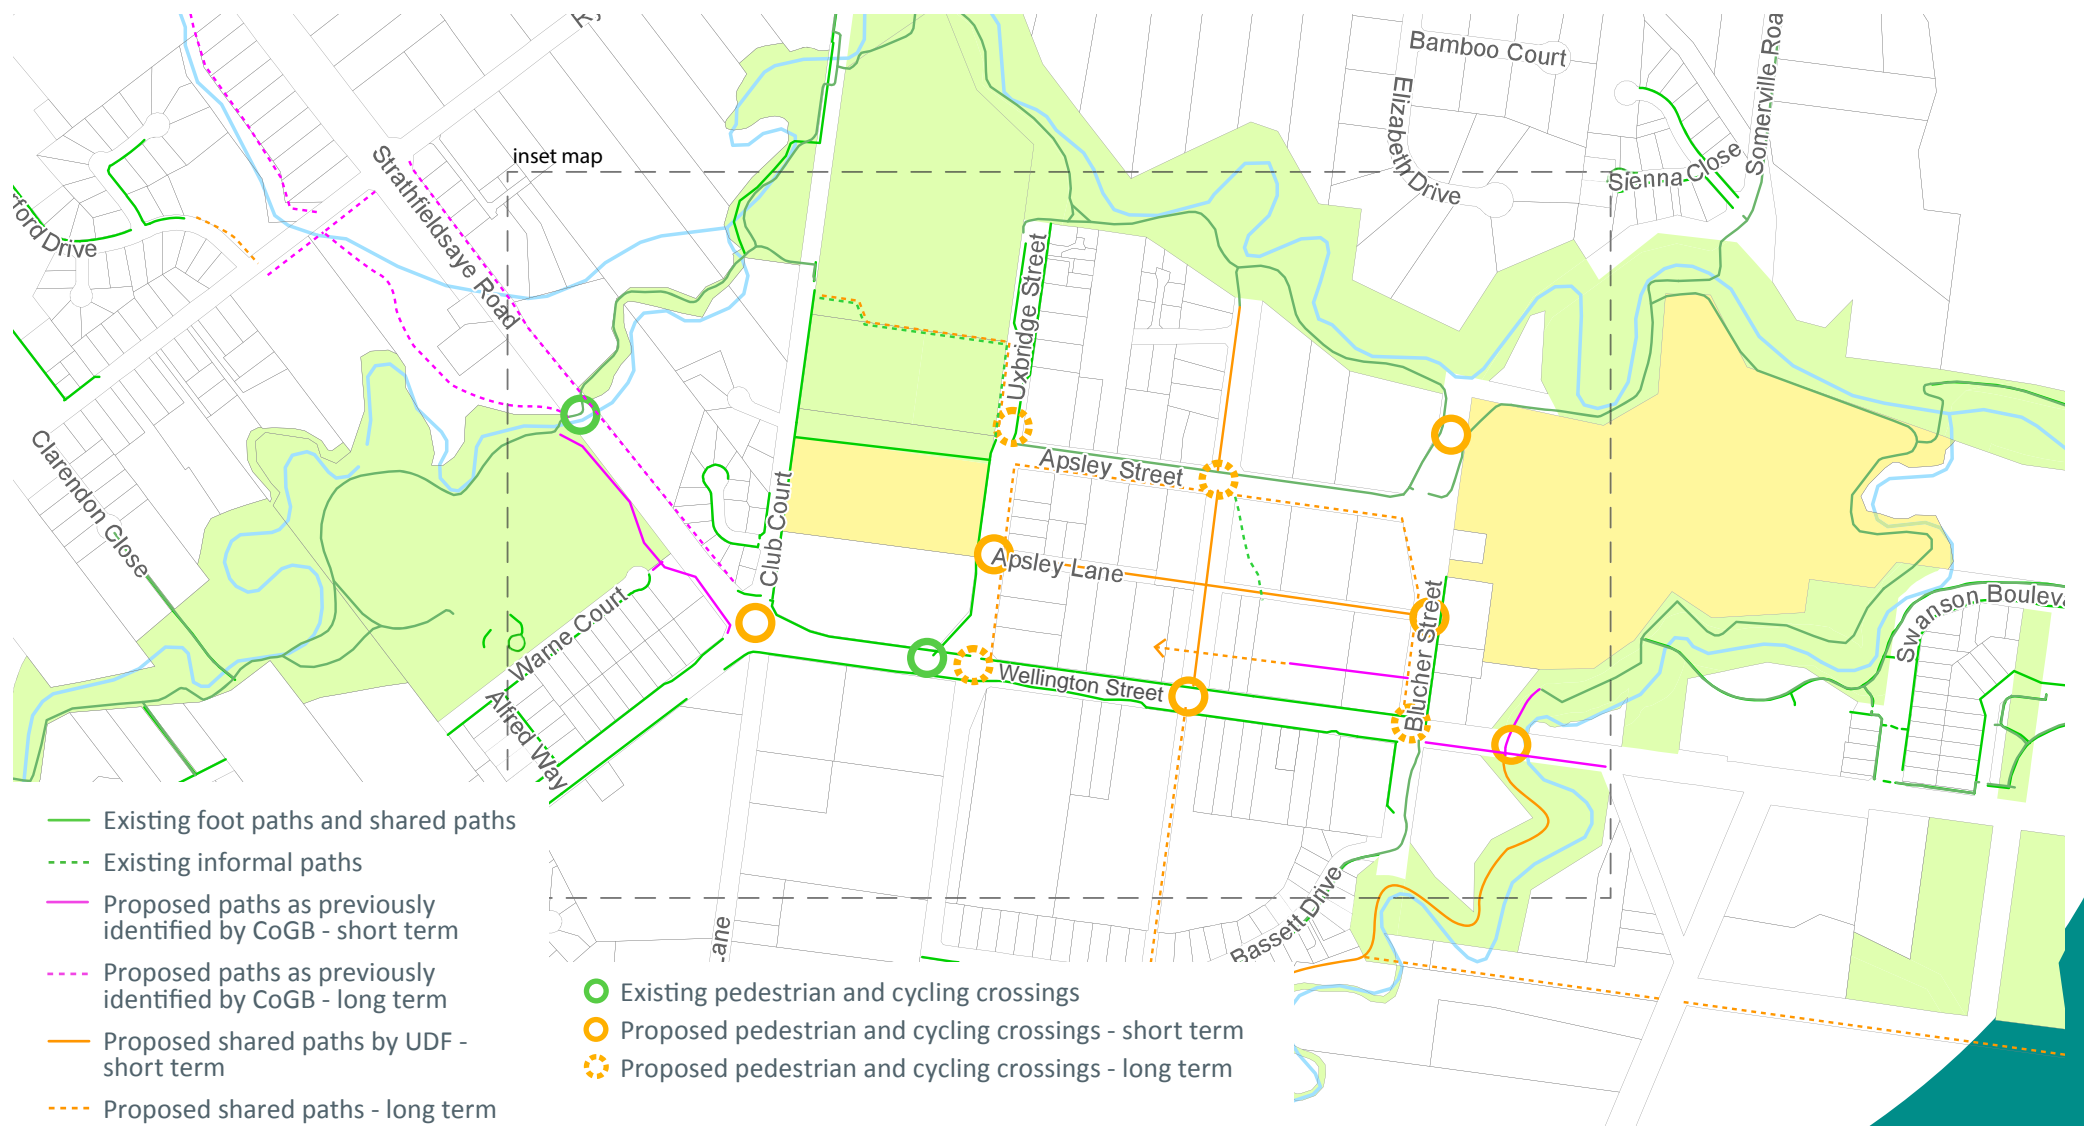 Bamboo Court
Elizabeth Drive
Somerville Roa
Sienna Close
inset map
Strathfieldsaye Road
rford Drive
Uxbridge Street
Clarendon Close
Apsley Street
Club Court
Apsley Lane
Blucher Street
Swanson Bouleva
Warne Court
Alfred Way
Wellington Street
Bassett Drive
ane
Existing foot paths and shared paths
Existing informal paths
Proposed paths as previously
identified by CoGB - short term
Proposed paths as previously
identified by CoGB - long term
Proposed shared paths by UDF -
short term
Proposed shared paths - long term
Existing pedestrian and cycling crossings
Proposed pedestrian and cycling crossings - short term
Proposed pedestrian and cycling crossings - long term